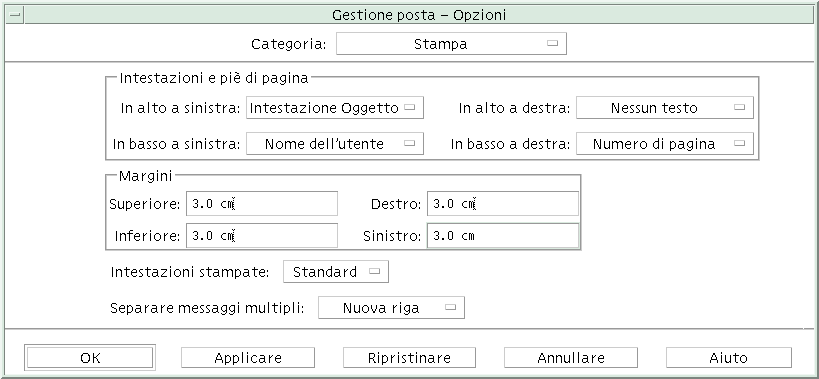 Gestione posta – Opzioni
Categoria: Stampa
Intestazioni e piè di pagina
In alto a sinistra: Intestazione Oggetto In alto a destra: Nessun testo
In basso a sinistra: Nome dell'utente In basso a destra: Numero di pagina
Margini
Superiore: 3.0 cm Destro: 3.0 cm
Inferiore: 3.0 cm Sinistro: 3.0 cm
Intestazioni stampate: Standard
Separare messaggi multipli: Nuova riga
OK Applicare Ripristinare Annullare Aiuto